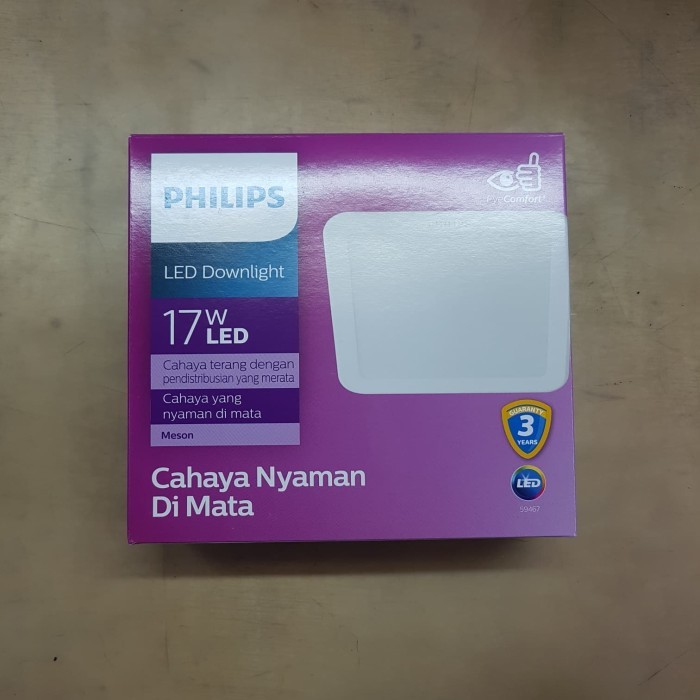 PHILIPS
EyeComfort
LED Downlight
17W
LED
Cahaya terang dengan
pendistribusian yang merata
Cahaya yang
nyaman di mata
Meson
GUARANTY
3
YEARS
Cahaya Nyaman
Di Mata
LED
59467